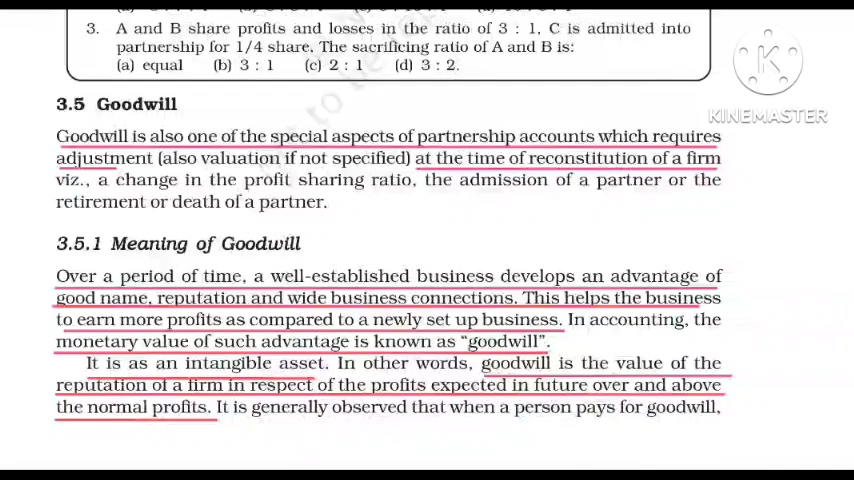 3. A and B share profits and losses in the ratio of 3 : 1, C is admitted into
partnership for 1/4 share. The sacrificing ratio of A and B is:
(a) equal (b) 3 : 1 (c) 2 : 1 (d) 3 : 2.
K
KINEMASTER
3.5 Goodwill
Goodwill is also one of the special aspects of partnership accounts which requires
adjustment (also valuation if not specified) at the time of reconstitution of a firm
viz., a change in the profit sharing ratio, the admission of a partner or the
retirement or death of a partner.
3.5.1 Meaning of Goodwill
Over a period of time, a well-established business develops an advantage of
good name, reputation and wide business connections. This helps the business
to earn more profits as compared to a newly set up business. In accounting, the
monetary value of such advantage is known as “goodwill”.
It is as an intangible asset. In other words, goodwill is the value of the
reputation of a firm in respect of the profits expected in future over and above
the normal profits. It is generally observed that when a person pays for goodwill,